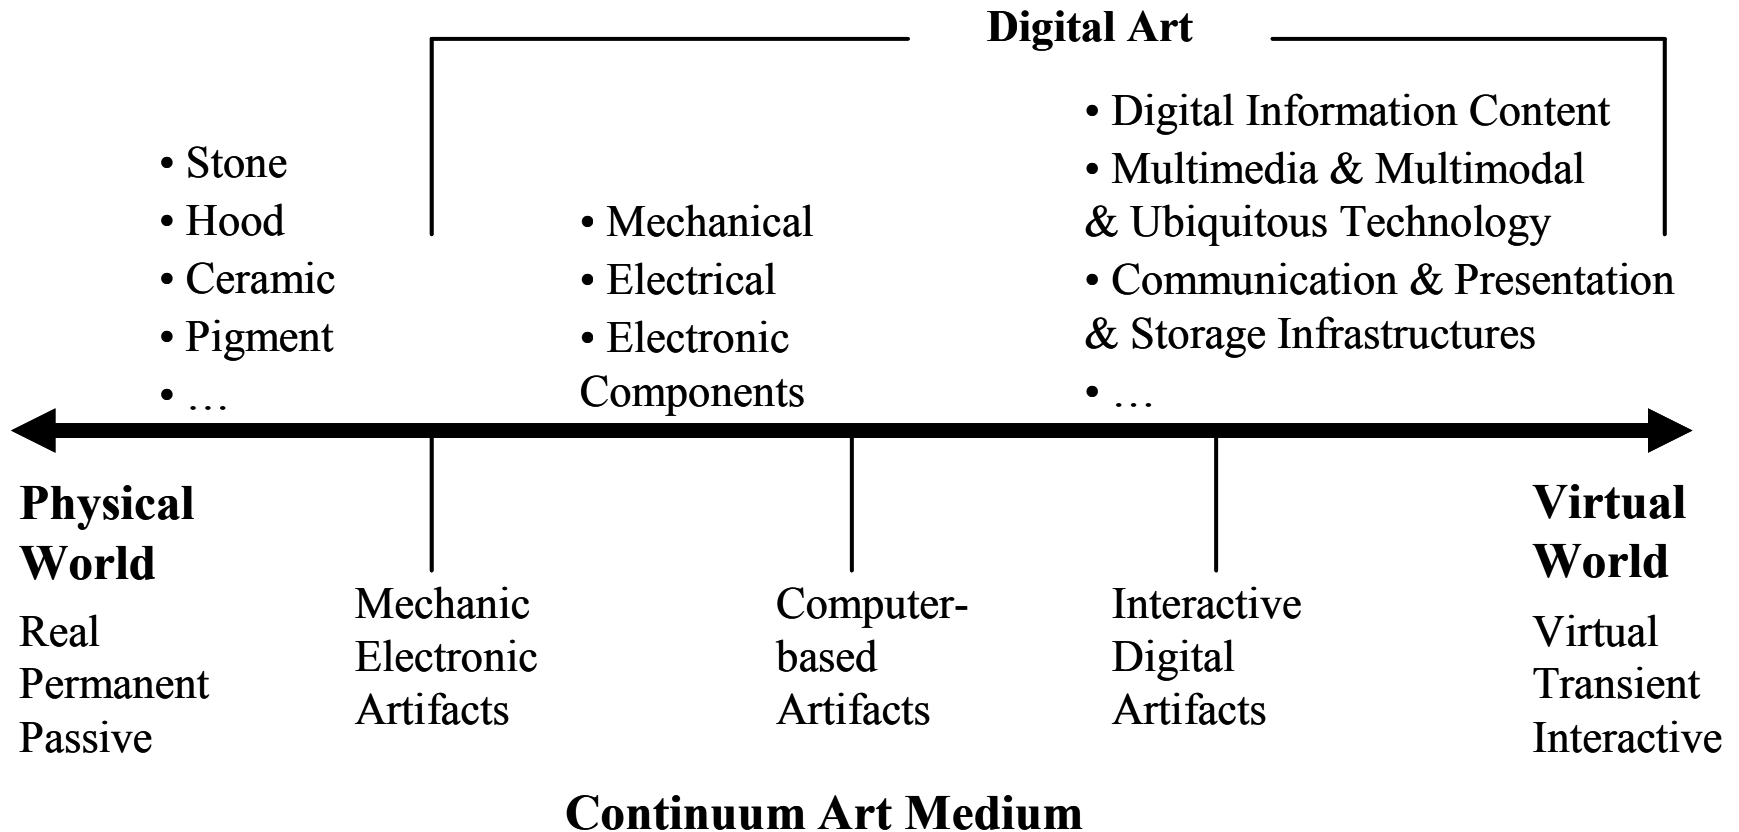 Digital Art
• Stone
• Hood
• Ceramic
• Pigment
• ...
• Mechanical
• Electrical
• Electronic
Components
• Digital Information Content
• Multimedia & Multimodal
& Ubiquitous Technology
• Communication & Presentation
& Storage Infrastructures
• ...
Physical
World
Real
Permanent
Passive
Mechanic
Electronic
Artifacts
Computer-
based
Artifacts
Interactive
Digital
Artifacts
Virtual
World
Virtual
Transient
Interactive
Continuum Art Medium